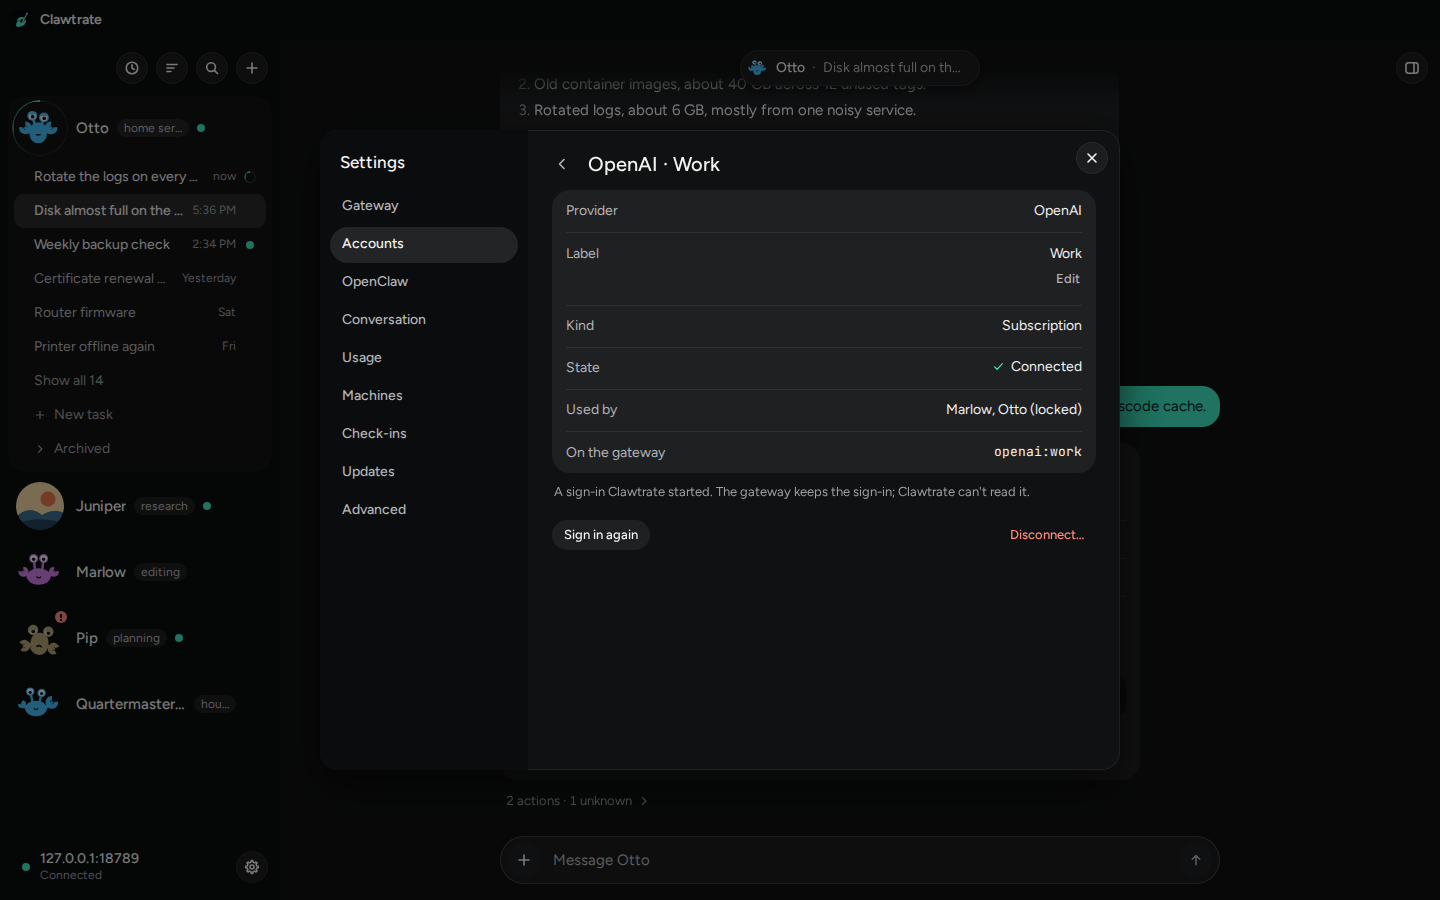 Clawtrate
Otto · Disk almost full on th...
Otto home ser...
Rotate the logs on every ... now
Disk almost full on the ... 5:36 PM
Weekly backup check 2:34 PM
Certificate renewal ... Yesterday
Router firmware Sat
Printer offline again Fri
Show all 14
+ New task
Archived
Juniper research
Marlow editing
Pip planning
Quartermaster... hou...
127.0.0.1:18789
Connected
2. Old container images, about 40 GB across 12 unused tags.
3. Rotated logs, about 6 GB, mostly from one noisy service.
scode cache.
Settings
Gateway
Accounts
OpenClaw
Conversation
Usage
Machines
Check-ins
Updates
Advanced
OpenAI · Work
Provider OpenAI
Label Work
Edit
Kind Subscription
State Connected
Used by Marlow, Otto (locked)
On the gateway openai:work
A sign-in Clawtrate started. The gateway keeps the sign-in; Clawtrate can't read it.
Sign in again Disconnect...
2 actions · 1 unknown
Message Otto